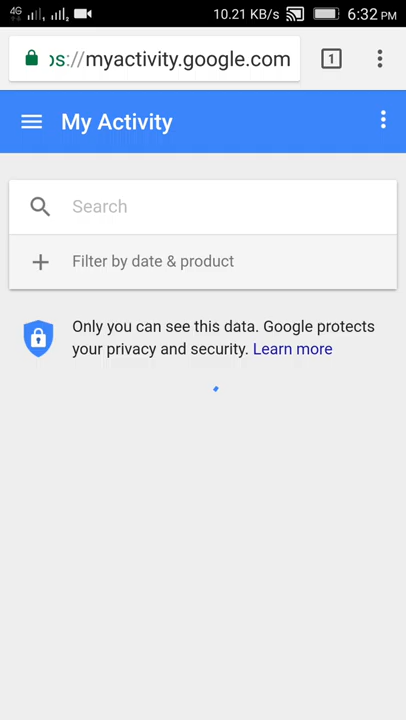 4G 10.21 KB/s 6:32 PM
ps://myactivity.google.com 1
My Activity
Search
Filter by date & product
Only you can see this data. Google protects
your privacy and security. Learn more